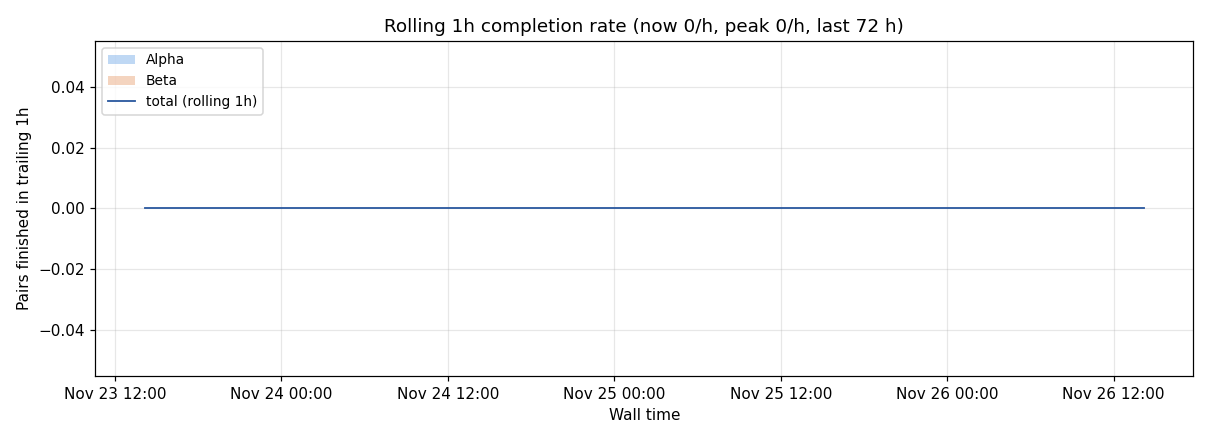 Rolling 1h completion rate (now 0/h, peak 0/h, last 72 h)
Alpha
Beta
total (rolling 1h)
Pairs finished in trailing 1h
0.04
0.02
0.00
−0.02
−0.04
Nov 23 12:00 Nov 24 00:00 Nov 24 12:00 Nov 25 00:00 Nov 25 12:00 Nov 26 00:00 Nov 26 12:00
Wall time